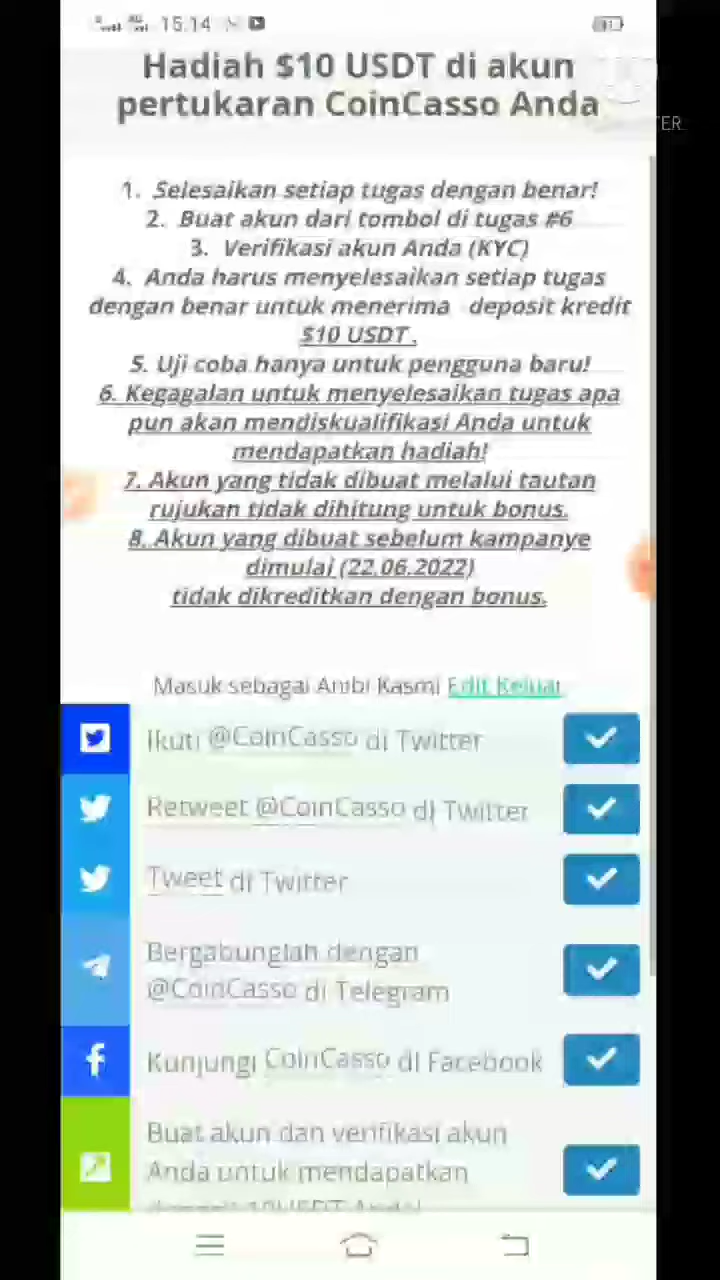 15.14
Hadiah $10 USDT di akun
pertukaran CoinCasso Anda
TER
1. Selesaikan setiap tugas dengan benar!
2. Buat akun dari tombol di tugas #6
3. Verifikasi akun Anda (KYC)
4. Anda harus menyelesaikan setiap tugas
dengan benar untuk menerima deposit kredit
$10 USDT.
5. Uji coba hanya untuk pengguna baru!
6. Kegagalan untuk menyelesaikan tugas apa
pun akan mendiskualifikasi Anda untuk
mendapatkan hadiah!
7. Akun yang tidak dibuat melalui tautan
rujukan tidak dihitung untuk bonus.
8. Akun yang dibuat sebelum kampanye
dimulai (22.06.2022)
tidak dikreditkan dengan bonus.
Masuk sebagai Ambi Kasmi Edit Keluar
Ikuti @CoinCasso di Twitter
Retweet @CoinCasso di Twitter
Tweet di Twitter
Bergabunglah dengan
@CoinCasso di Telegram
Kunjungi CoinCasso di Facebook
Buat akun dan verifikasi akun
Anda untuk mendapatkan
deposit 10USDT Anda!